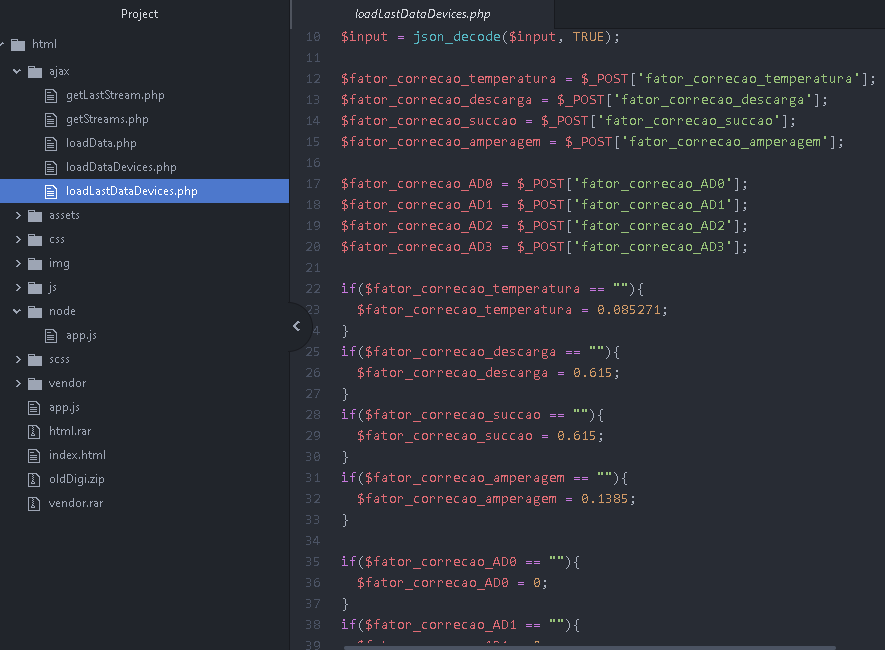 Project
html
ajax
getLastStream.php
getStreams.php
loadData.php
loadDataDevices.php
loadLastDataDevices.php
assets
css
img
js
node
app.js
scss
vendor
app.js
html.rar
index.html
oldDigi.zip
vendor.rar
loadLastDataDevices.php
10 $input = json_decode($input, TRUE);
11
12 $fator_correcao_temperatura = $_POST['fator_correcao_temperatura'];
13 $fator_correcao_descarga = $_POST['fator_correcao_descarga'];
14 $fator_correcao_succao = $_POST['fator_correcao_succao'];
15 $fator_correcao_amperagem = $_POST['fator_correcao_amperagem'];
16
17 $fator_correcao_AD0 = $_POST['fator_correcao_AD0'];
18 $fator_correcao_AD1 = $_POST['fator_correcao_AD1'];
19 $fator_correcao_AD2 = $_POST['fator_correcao_AD2'];
20 $fator_correcao_AD3 = $_POST['fator_correcao_AD3'];
21
22 if($fator_correcao_temperatura == ""){
23 $fator_correcao_temperatura = 0.085271;
4 }
25 if($fator_correcao_descarga == ""){
26 $fator_correcao_descarga = 0.615;
27 }
28 if($fator_correcao_succao == ""){
29 $fator_correcao_succao = 0.615;
30 }
31 if($fator_correcao_amperagem == ""){
32 $fator_correcao_amperagem = 0.1385;
33 }
34
35 if($fator_correcao_AD0 == ""){
36 $fator_correcao_AD0 = 0;
37 }
38 if($fator_correcao_AD1 == ""){
39